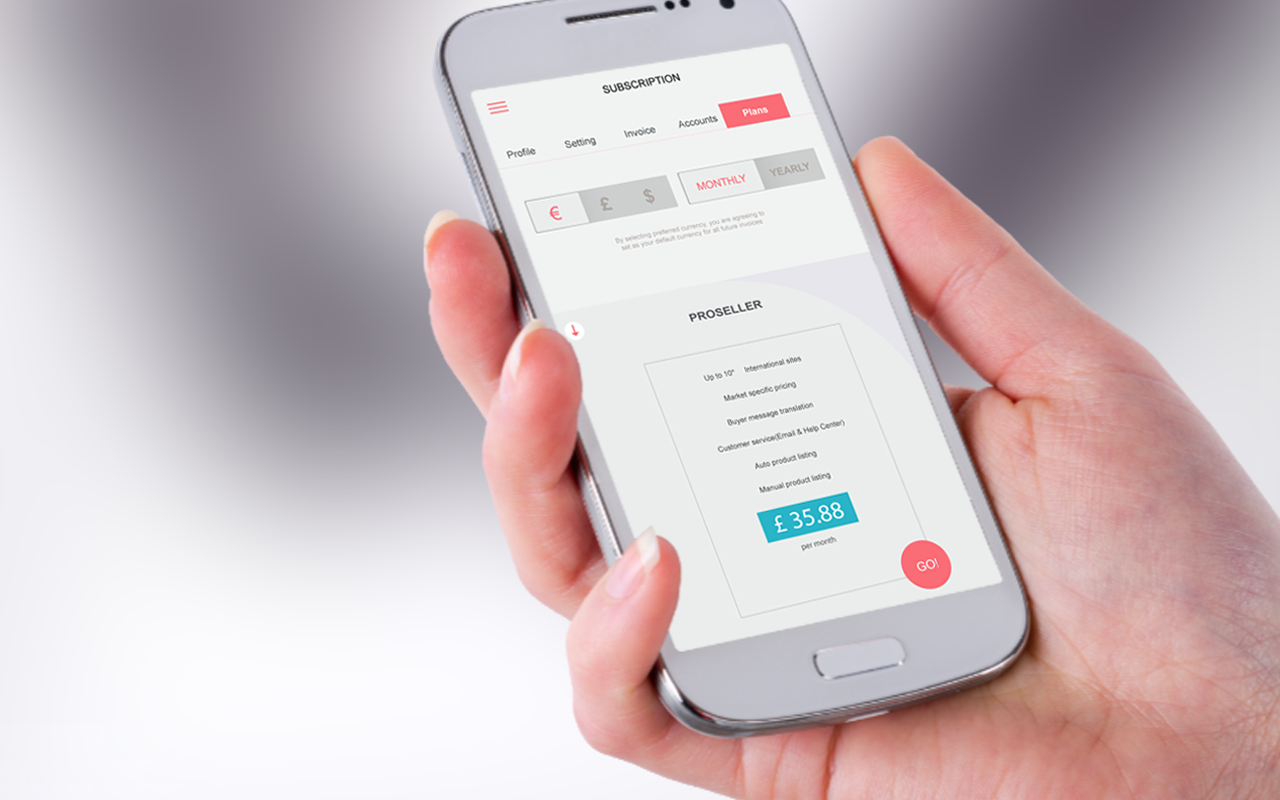 SUBSCRIPTION
Profile Setting Invoice Accounts Plans
€ £ $ MONTHLY YEARLY
By selecting preferred currency, you are agreeing to
set as your default currency for all future invoices
PROSELLER
Up to 10* International sites
Market specific pricing
Buyer message translation
Customer service(Email & Help Center)
Auto product listing
Manual product listing
£ 35.88
per month
GO!